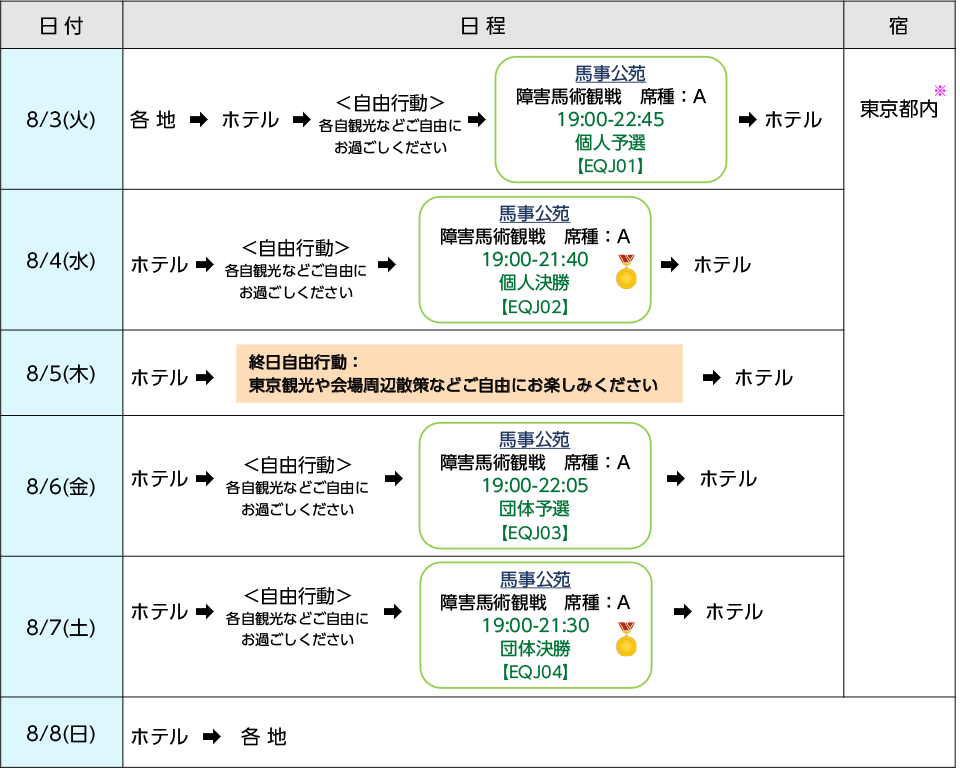 日 付
日 程
宿
8/3(火)
各 地
ホテル
＜自由行動＞
各自観光などご自由に
お過ごしください
馬事公苑
障害馬術観戦　席種：A
19:00-22:45
個人予選
【EQJ01】
ホテル
※
東京都内
8/4(水)
ホテル
＜自由行動＞
各自観光などご自由に
お過ごしください
馬事公苑
障害馬術観戦　席種：A
19:00-21:40
個人決勝
【EQJ02】
ホテル
8/5(木)
ホテル
終日自由行動：
東京観光や会場周辺散策などご自由にお楽しみください
ホテル
8/6(金)
ホテル
＜自由行動＞
各自観光などご自由に
お過ごしください
馬事公苑
障害馬術観戦　席種：A
19:00-22:05
団体予選
【EQJ03】
ホテル
8/7(土)
ホテル
＜自由行動＞
各自観光などご自由に
お過ごしください
馬事公苑
障害馬術観戦　席種：A
19:00-21:30
団体決勝
【EQJ04】
ホテル
8/8(日)
ホテル
各 地